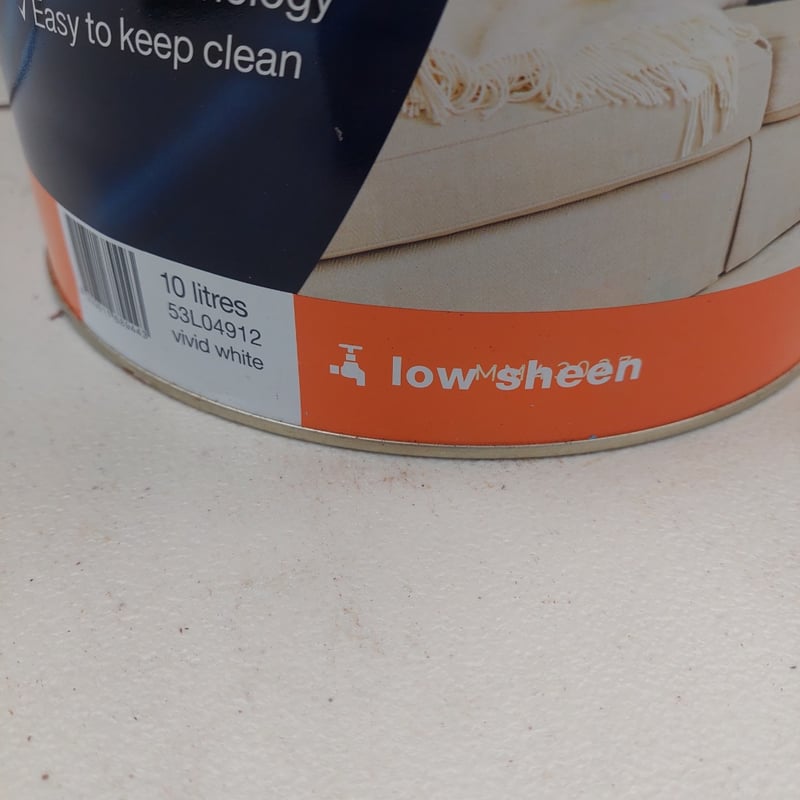 Easy to keep clean
10 litres
53L04912
vivid white
low sheen